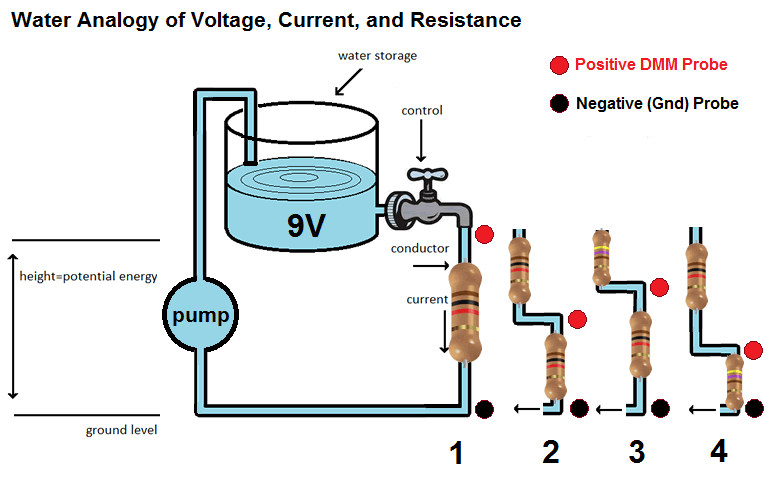 Water Analogy of Voltage, Current, and Resistance
water storage
Positive DMM Probe
Negative (Gnd) Probe
control
9V
conductor
height=potential energy
current
pump
ground level
1
2
3
4